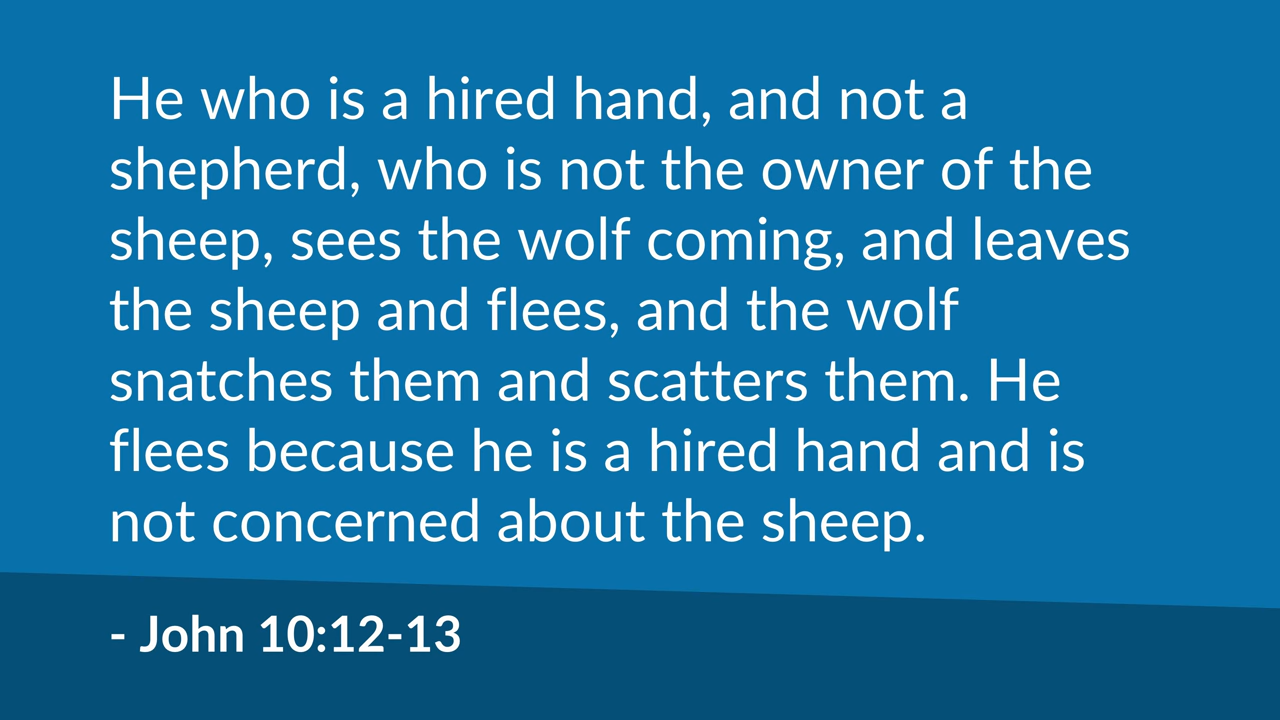 He who is a hired hand, and not a
shepherd, who is not the owner of the
sheep, sees the wolf coming, and leaves
the sheep and flees, and the wolf
snatches them and scatters them. He
flees because he is a hired hand and is
not concerned about the sheep.
- John 10:12-13